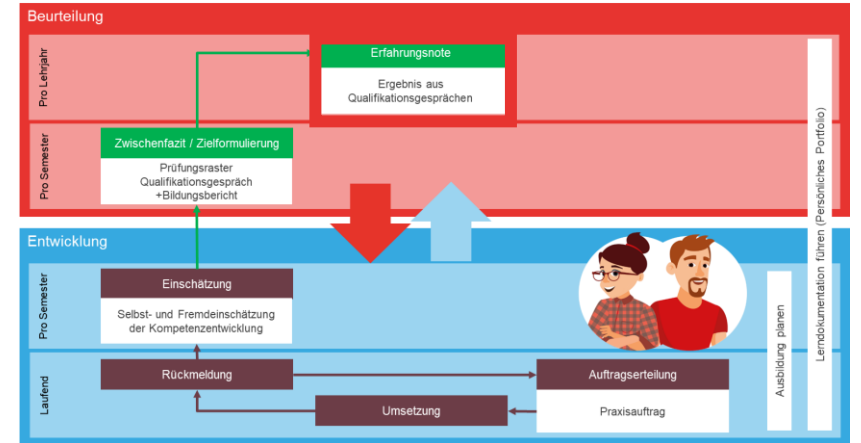 Beurteilung
Pro Lehrjahr
Erfahrungsnote
Ergebnis aus
Qualifikationsgesprächen
Pro Semester
Zwischenfazit / Zielformulierung
Prüfungsraster
Qualifikationsgespräch
+Bildungsbericht
Entwicklung
Pro Semester
Einschätzung
Selbst- und Fremdeinschätzung
der Kompetenzentwicklung
Laufend
Rückmeldung
Auftragserteilung
Umsetzung
Praxisauftrag
Ausbildung planen
Lerndokumentation führen (Persönliches Portfolio)